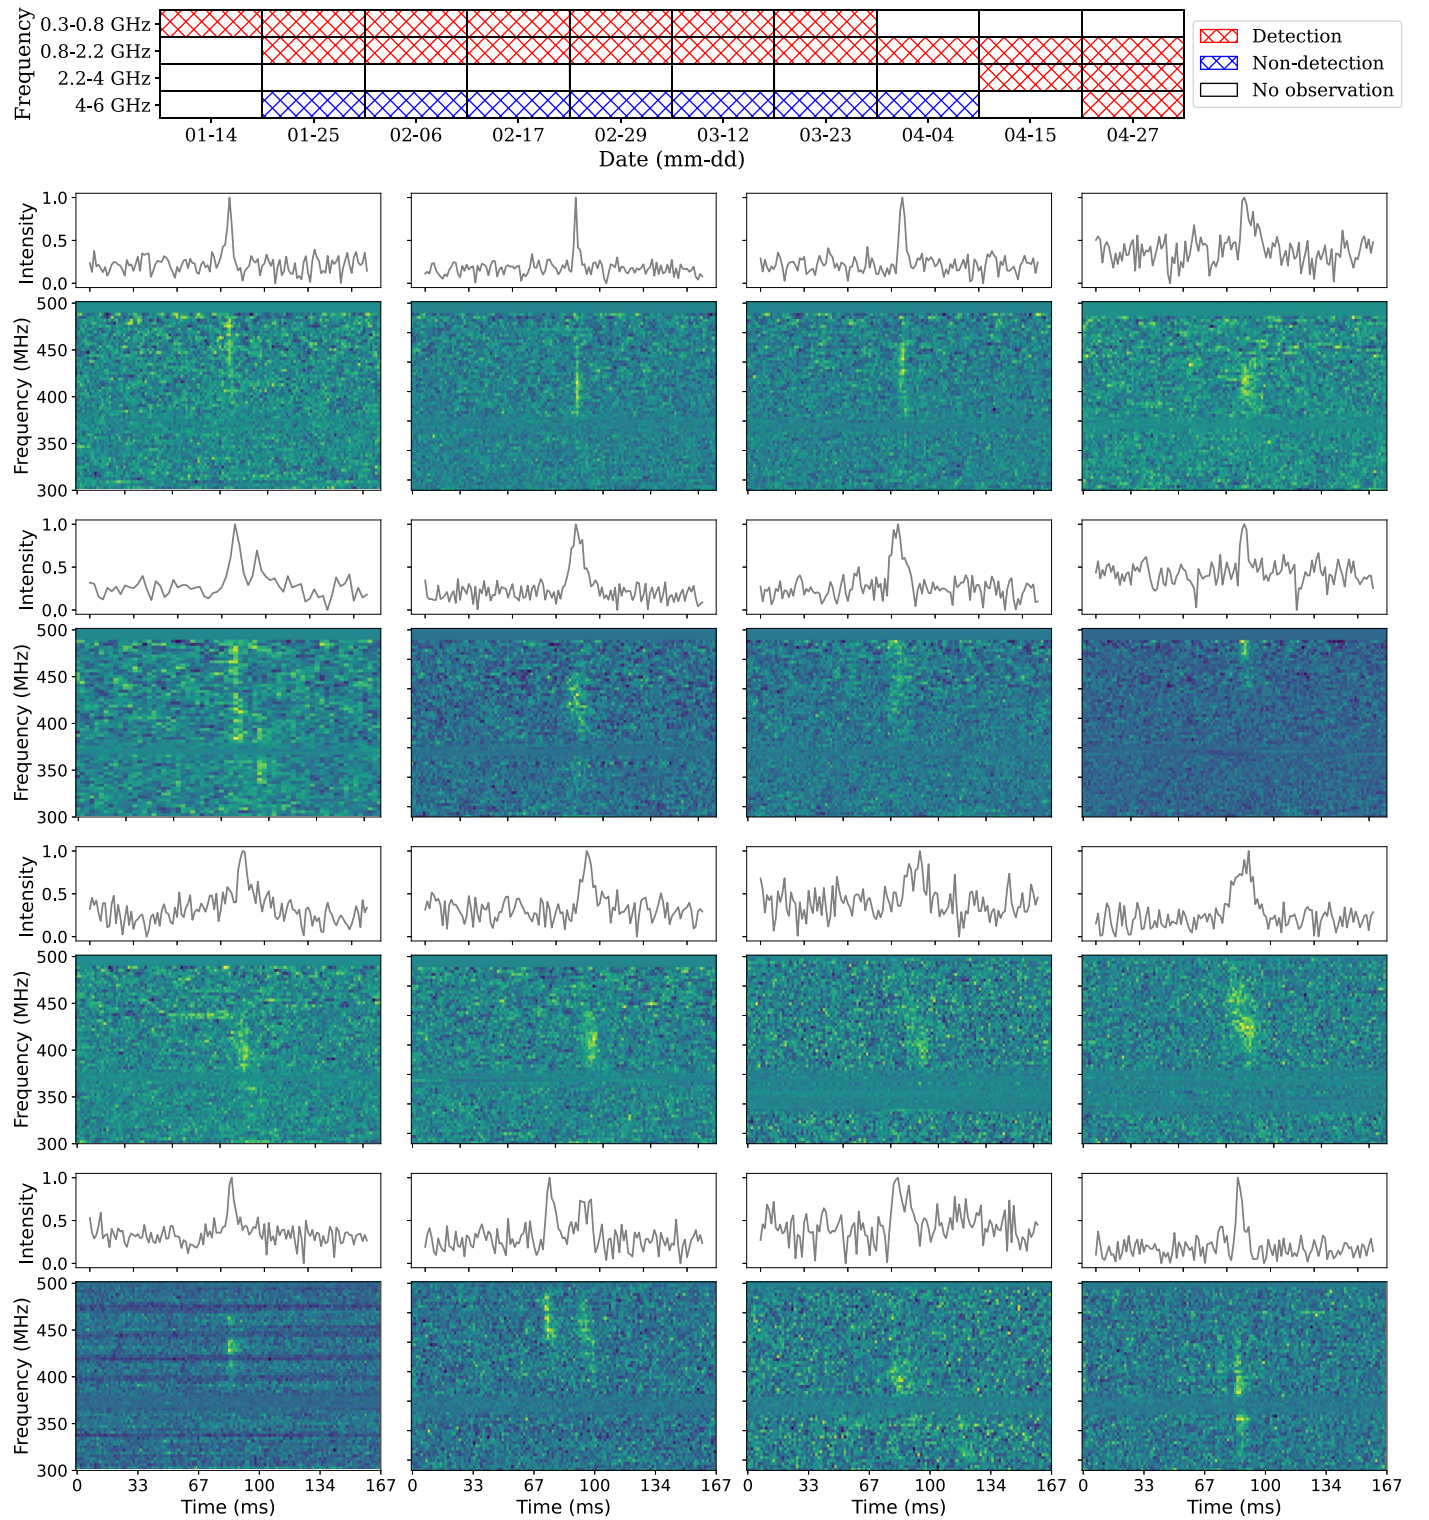 Frequency
0.3-0.8 GHz
0.8-2.2 GHz
2.2-4 GHz
4-6 GHz
01-14 01-25 02-06 02-17 02-29 03-12 03-23 04-04 04-15 04-27
Date (mm-dd)
Detection
Non-detection
No observation
Intensity
1.0
0.5
0.0
Frequency (MHz)
500
450
400
350
300
Intensity
1.0
0.5
0.0
Frequency (MHz)
500
450
400
350
300
Intensity
1.0
0.5
0.0
Frequency (MHz)
500
450
400
350
300
Intensity
1.0
0.5
0.0
Frequency (MHz)
500
450
400
350
300
0 33 67 100 134 167 0 33 67 100 134 167 0 33 67 100 134 167 0 33 67 100 134 167
Time (ms) Time (ms) Time (ms) Time (ms)